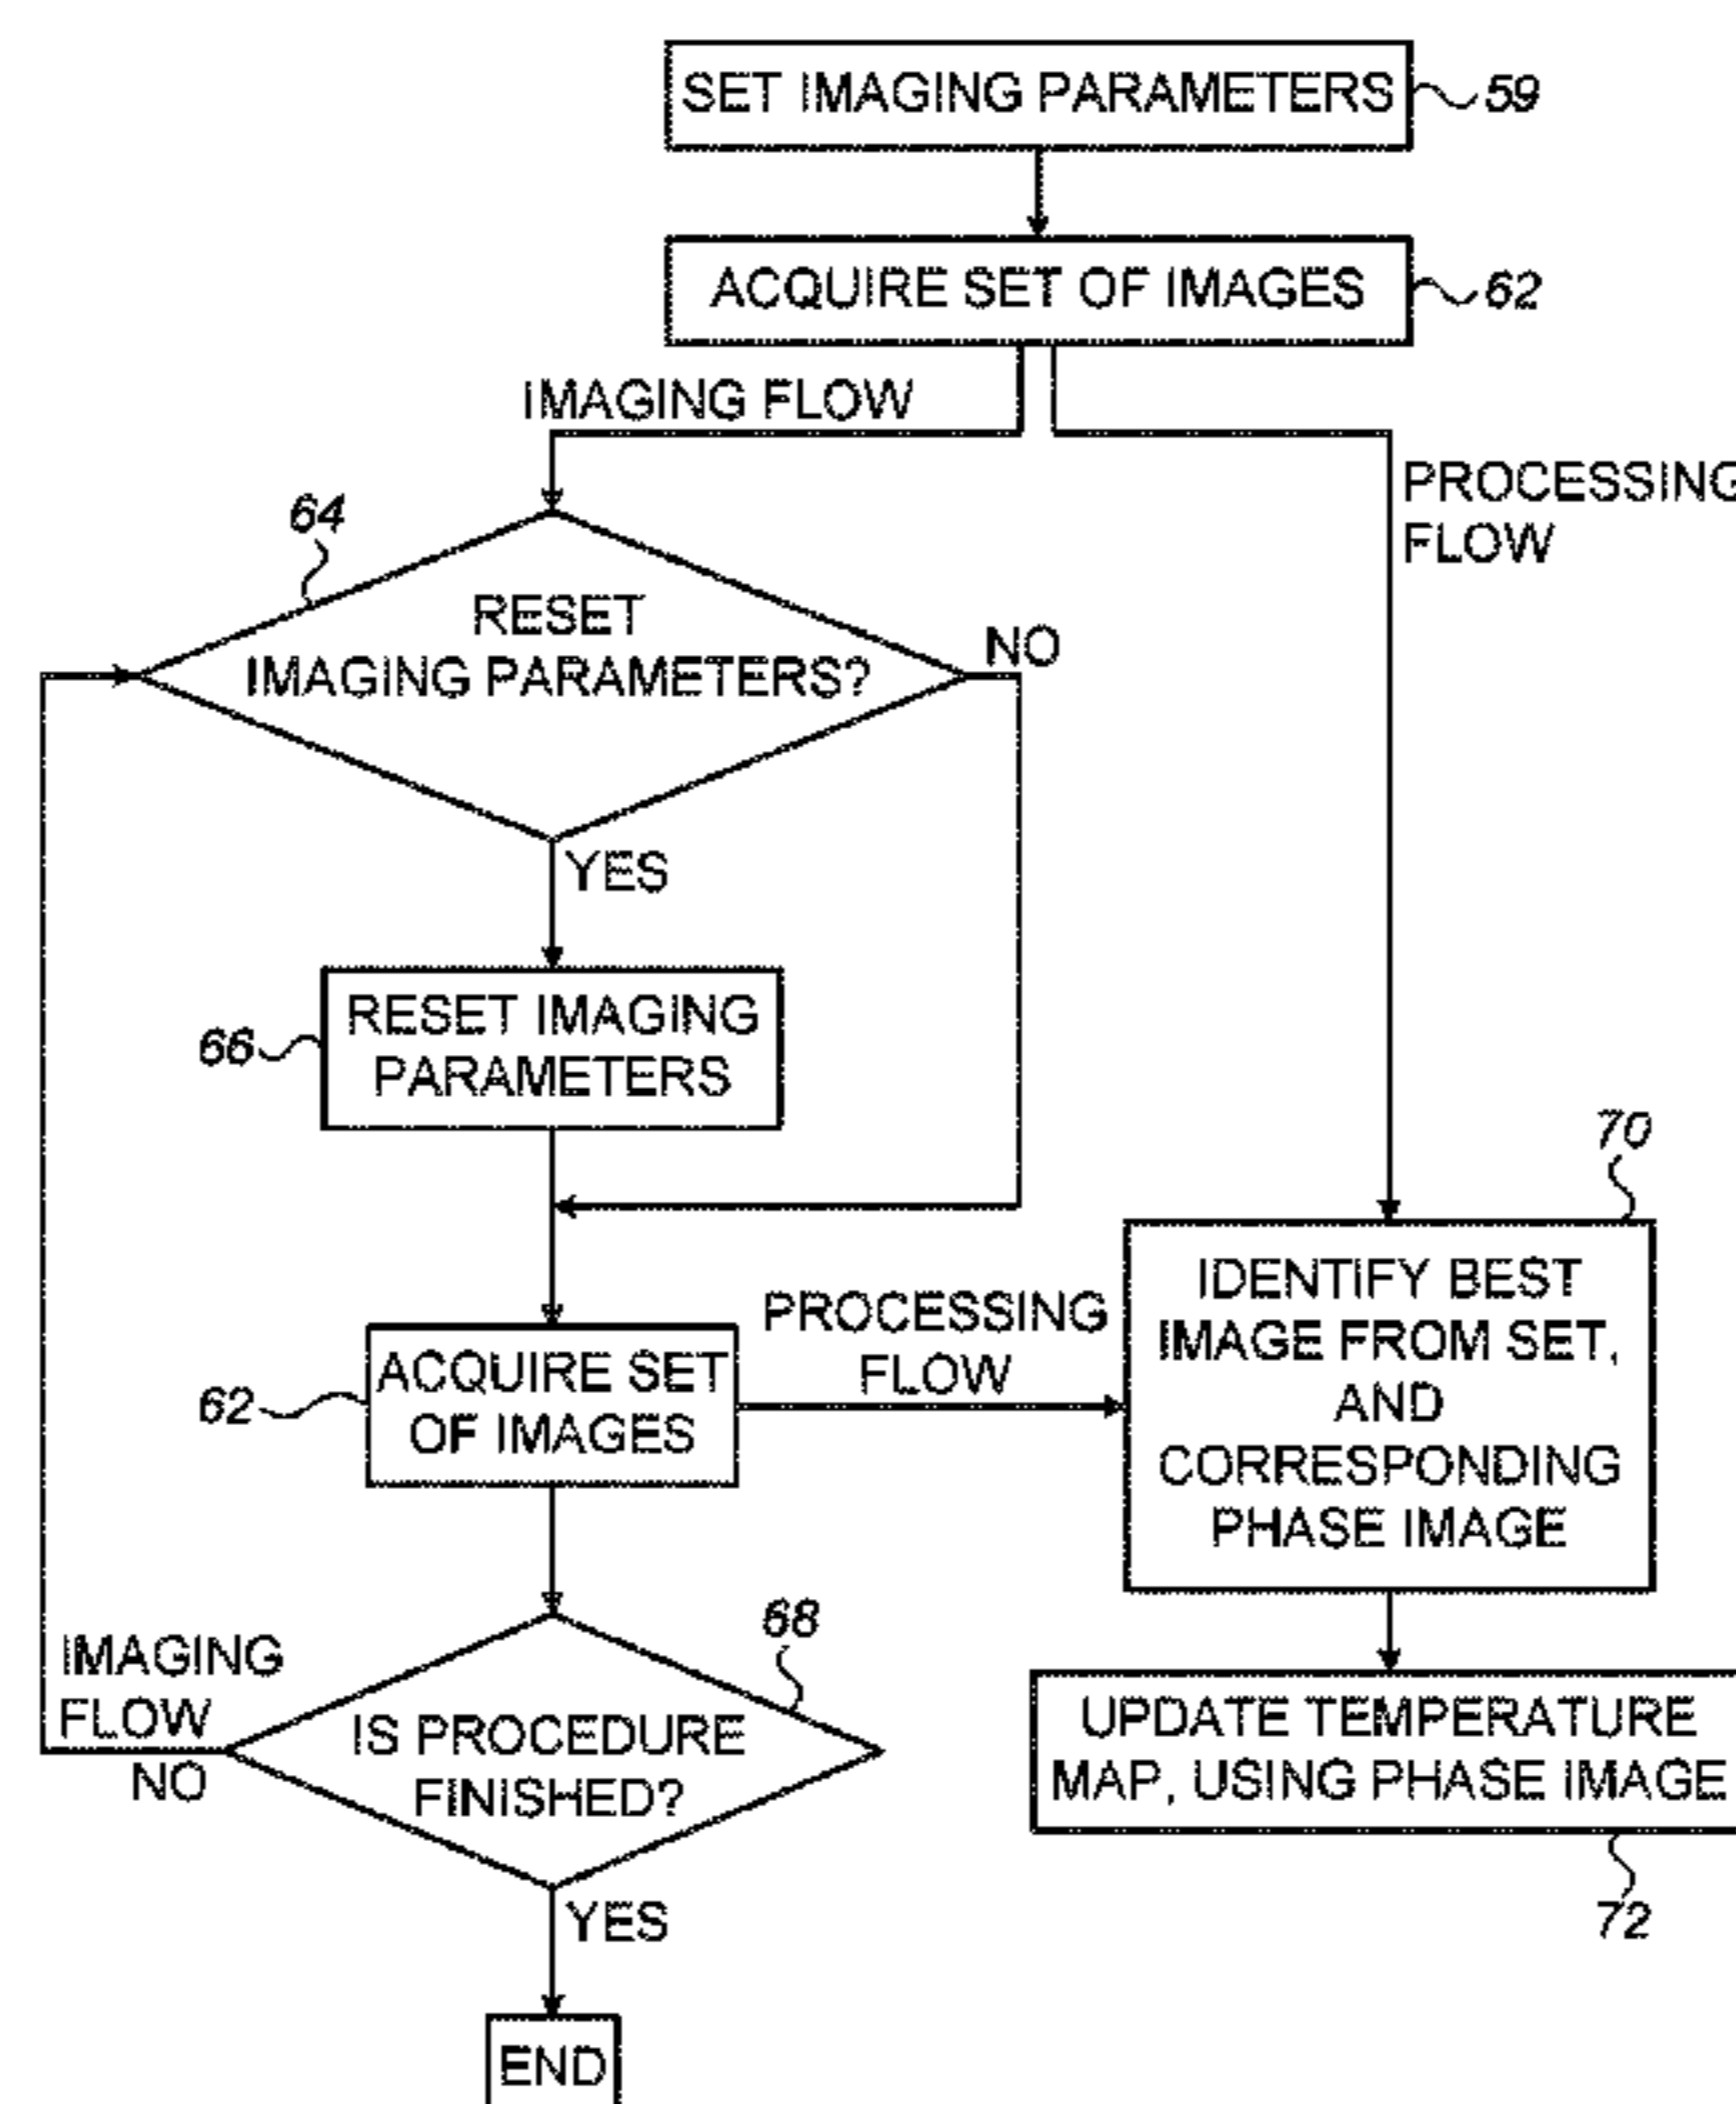 SET IMAGING PARAMETERS
59
ACQUIRE SET OF IMAGES
62
IMAGING FLOW
PROCESSING
FLOW
64
RESET
IMAGING PARAMETERS?
NO
YES
66
RESET IMAGING
PARAMETERS
70
IDENTIFY BEST
IMAGE FROM SET,
AND
CORRESPONDING
PHASE IMAGE
PROCESSING
FLOW
62
ACQUIRE SET
OF IMAGES
68
IMAGING
FLOW
NO
IS PROCEDURE
FINISHED?
UPDATE TEMPERATURE
MAP, USING PHASE IMAGE
72
YES
END